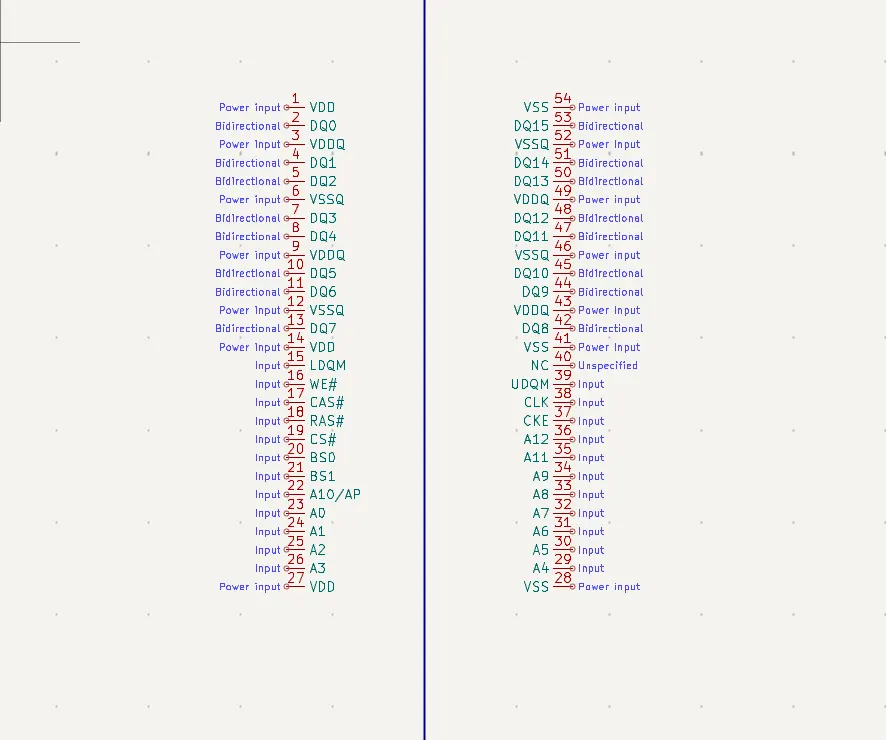 1 54
Power input VDD VSS Power input
2 53
Bidirectional DQ0 DQ15 Bidirectional
3 52
Power input VDDQ VSSQ Power input
4 51
Bidirectional DQ1 DQ14 Bidirectional
5 50
Bidirectional DQ2 DQ13 Bidirectional
6 49
Power input VSSQ VDDQ Power input
7 48
Bidirectional DQ3 DQ12 Bidirectional
8 47
Bidirectional DQ4 DQ11 Bidirectional
9 46
Power input VDDQ VSSQ Power input
10 45
Bidirectional DQ5 DQ10 Bidirectional
11 44
Bidirectional DQ6 DQ9 Bidirectional
12 43
Power input VSSQ VDDQ Power input
13 42
Bidirectional DQ7 DQ8 Bidirectional
14 41
Power input VDD VSS Power input
15 40
Input LDQM NC Unspecified
16 39
Input WE# UDQM Input
17 38
Input CAS# CLK Input
18 37
Input RAS# CKE Input
19 36
Input CS# A12 Input
20 35
Input BS0 A11 Input
21 34
Input BS1 A9 Input
22 33
Input A10/AP A8 Input
23 32
Input A0 A7 Input
24 31
Input A1 A6 Input
25 30
Input A2 A5 Input
26 29
Input A3 A4 Input
27 28
Power input VDD VSS Power input